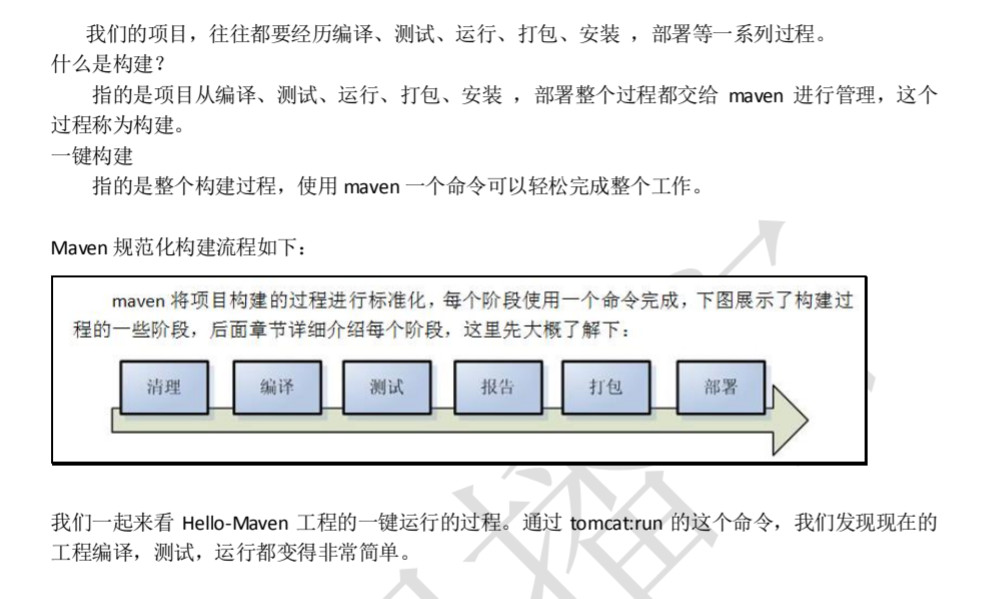 我们的项目，往往都要经历编译、测试、运行、打包、安装 ，部署等一系列过程。
什么是构建？
指的是项目从编译、测试、运行、打包、安装 ，部署整个过程都交给 maven 进行管理，这个
过程称为构建。
一键构建
指的是整个构建过程，使用 maven 一个命令可以轻松完成整个工作。
Maven 规范化构建流程如下：
maven 将项目构建的过程进行标准化，每个阶段使用一个命令完成，下图展示了构建过
程的一些阶段，后面章节详细介绍每个阶段，这里先大概了解下：
清理 编译 测试 报告 打包 部署
我们一起来看 Hello-Maven 工程的一键运行的过程。通过 tomcat:run 的这个命令，我们发现现在的
工程编译，测试，运行都变得非常简单。